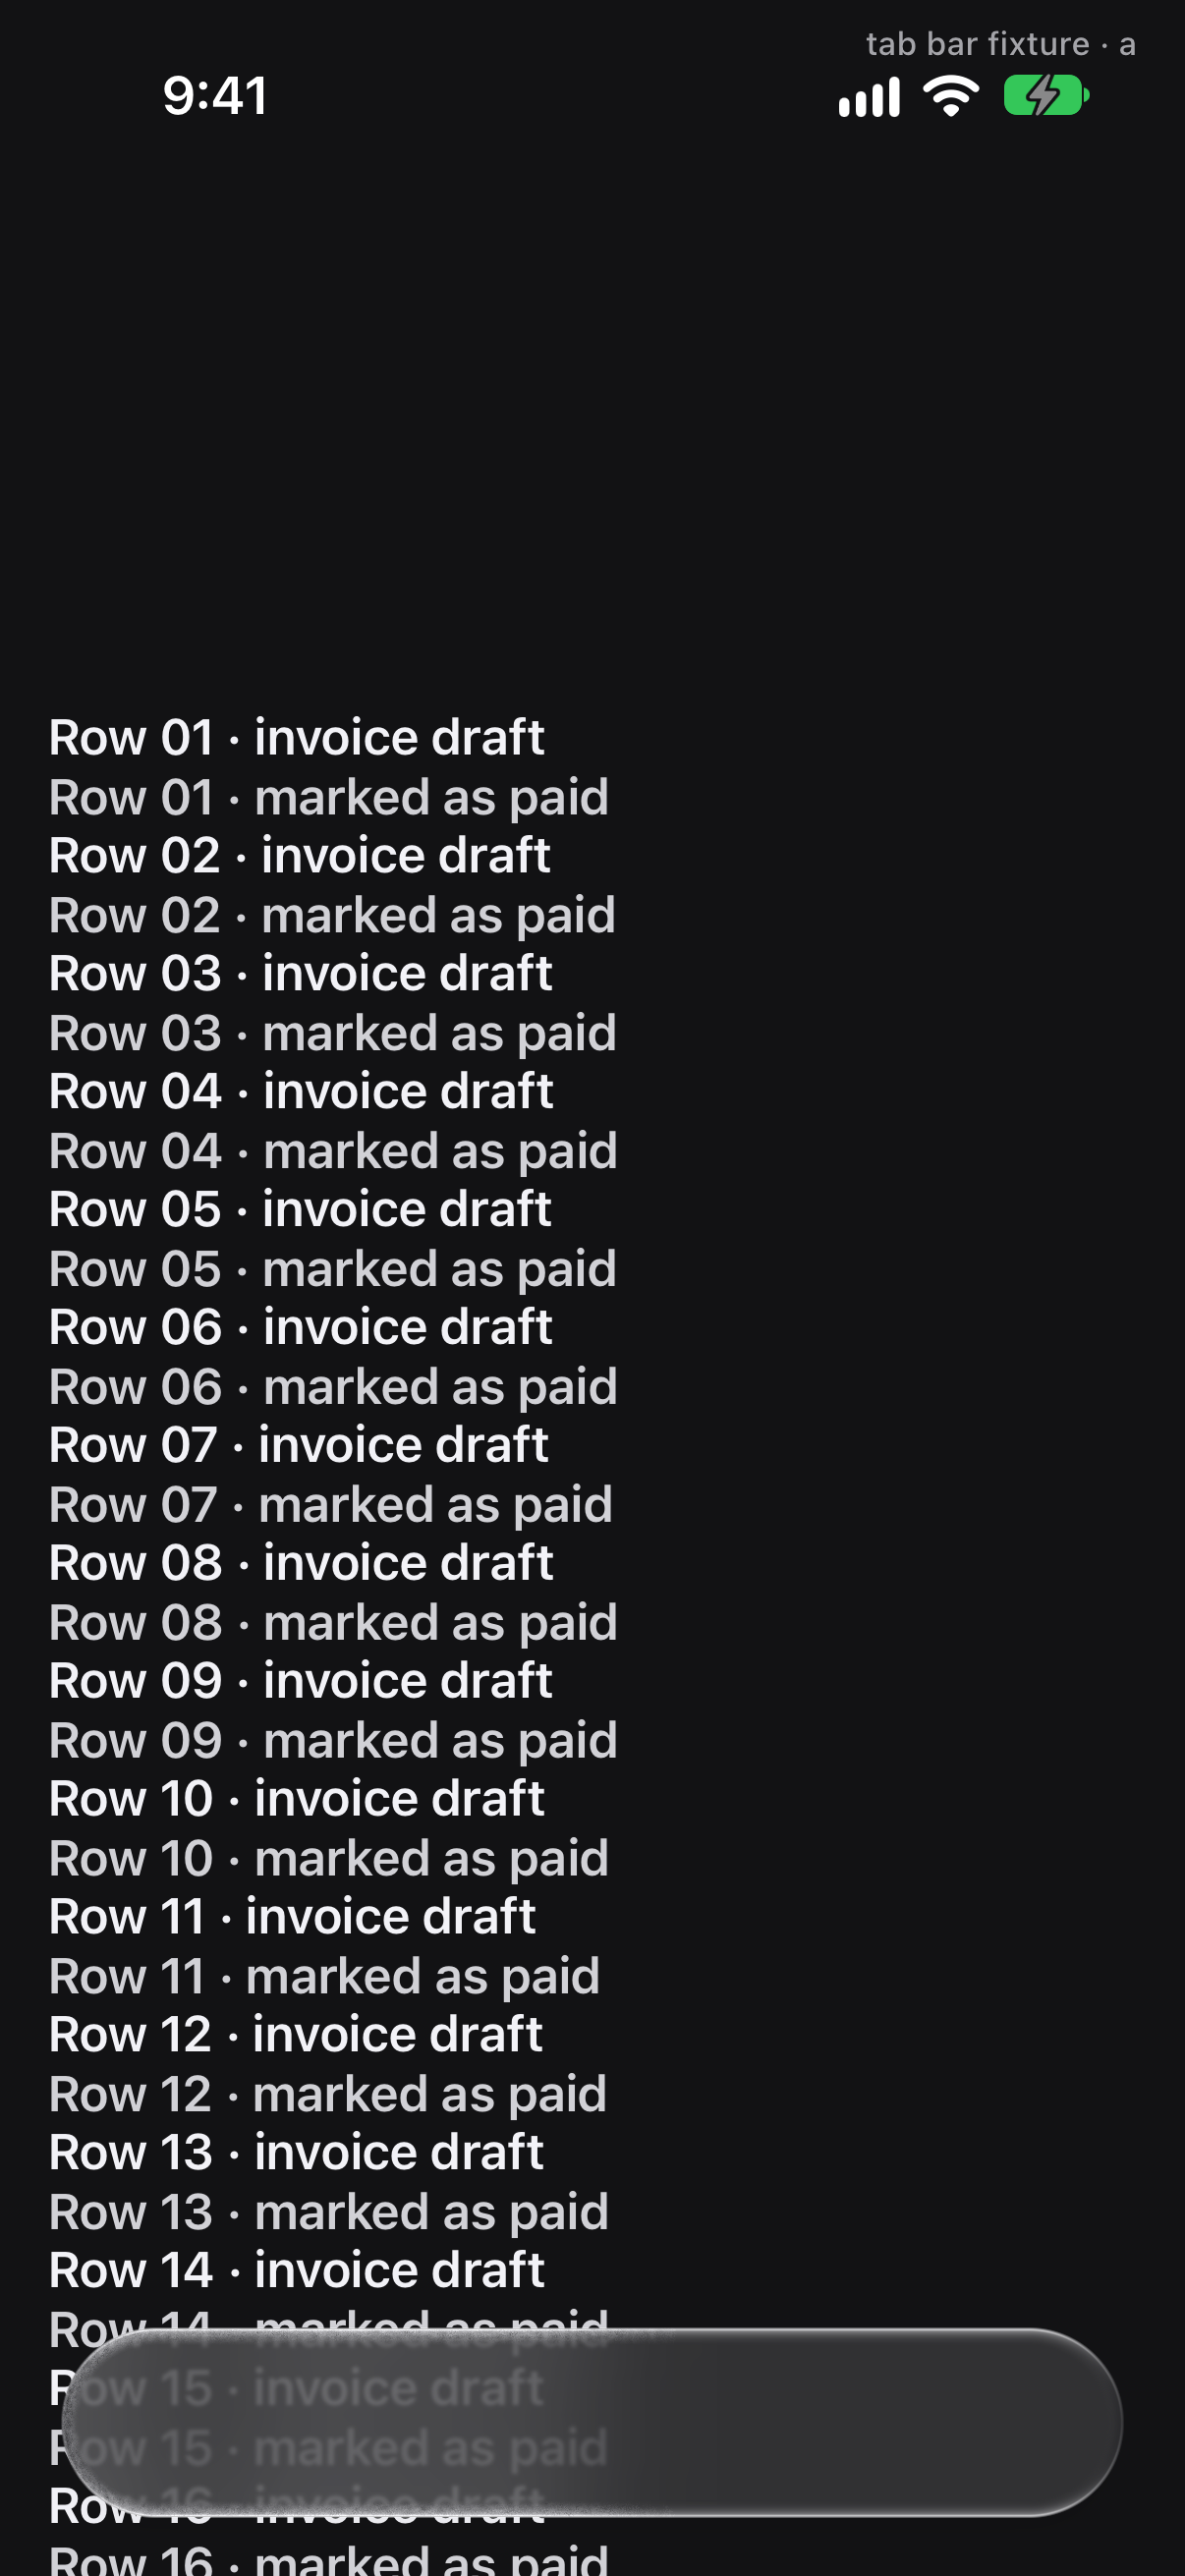 tab bar fixture · a
9:41
Row 01 · invoice draft
Row 01 · marked as paid
Row 02 · invoice draft
Row 02 · marked as paid
Row 03 · invoice draft
Row 03 · marked as paid
Row 04 · invoice draft
Row 04 · marked as paid
Row 05 · invoice draft
Row 05 · marked as paid
Row 06 · invoice draft
Row 06 · marked as paid
Row 07 · invoice draft
Row 07 · marked as paid
Row 08 · invoice draft
Row 08 · marked as paid
Row 09 · invoice draft
Row 09 · marked as paid
Row 10 · invoice draft
Row 10 · marked as paid
Row 11 · invoice draft
Row 11 · marked as paid
Row 12 · invoice draft
Row 12 · marked as paid
Row 13 · invoice draft
Row 13 · marked as paid
Row 14 · invoice draft
Row 14 · marked as paid
Row 15 · invoice draft
Row 15 · marked as paid
Row 16 · invoice draft
Row 16 · marked as paid